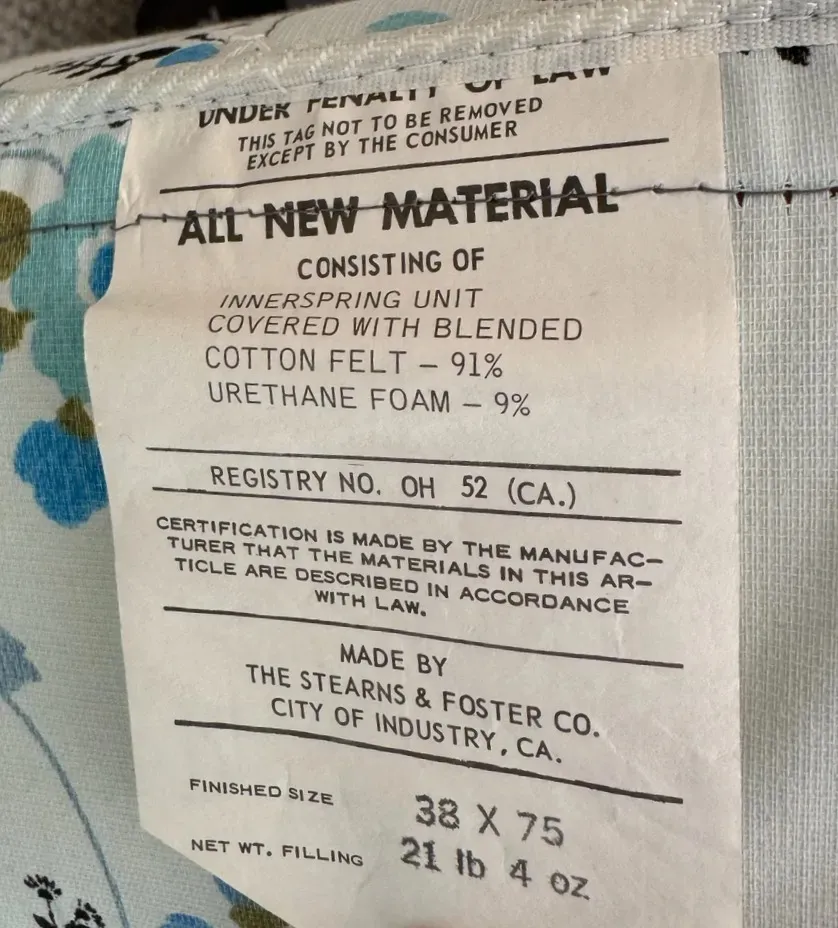 UNDER PENALTY OF LAW
THIS TAG NOT TO BE REMOVED
EXCEPT BY THE CONSUMER
ALL NEW MATERIAL
CONSISTING OF
INNERSPRING UNIT
COVERED WITH BLENDED
COTTON FELT – 91%
URETHANE FOAM – 9%
REGISTRY NO. OH 52 (CA.)
CERTIFICATION IS MADE BY THE MANUFAC–
TURER THAT THE MATERIALS IN THIS AR–
TICLE ARE DESCRIBED IN ACCORDANCE
WITH LAW.
MADE BY
THE STEARNS & FOSTER CO.
CITY OF INDUSTRY, CA.
FINISHED SIZE 38 X 75
NET WT. FILLING 21 lb 4 oz